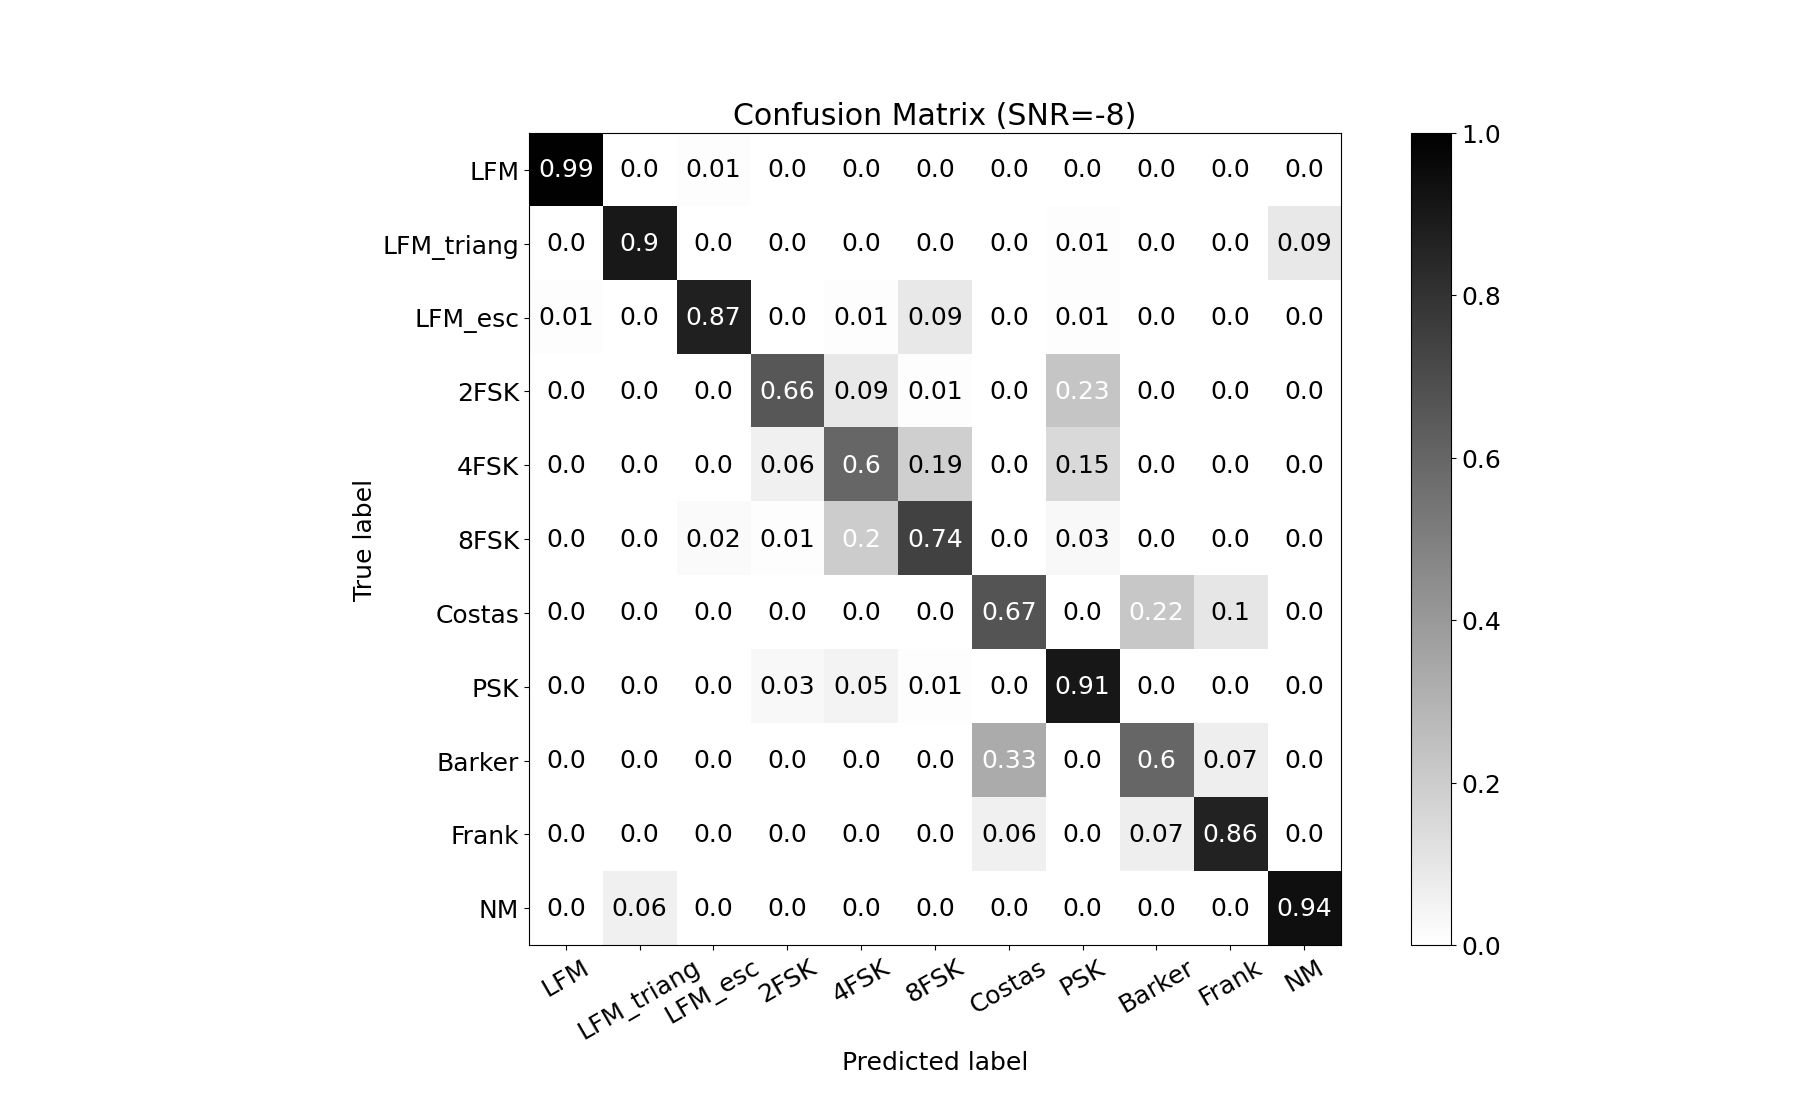 Confusion Matrix (SNR=-8)
LFM 0.99 0.0 0.01 0.0 0.0 0.0 0.0 0.0 0.0 0.0 0.0
LFM_triang 0.0 0.9 0.0 0.0 0.0 0.0 0.0 0.01 0.0 0.0 0.09
LFM_esc 0.01 0.0 0.87 0.0 0.01 0.09 0.0 0.01 0.0 0.0 0.0
2FSK 0.0 0.0 0.0 0.66 0.09 0.01 0.0 0.23 0.0 0.0 0.0
4FSK 0.0 0.0 0.0 0.06 0.6 0.19 0.0 0.15 0.0 0.0 0.0
8FSK 0.0 0.0 0.02 0.01 0.2 0.74 0.0 0.03 0.0 0.0 0.0
Costas 0.0 0.0 0.0 0.0 0.0 0.0 0.67 0.0 0.22 0.1 0.0
PSK 0.0 0.0 0.0 0.03 0.05 0.01 0.0 0.91 0.0 0.0 0.0
Barker 0.0 0.0 0.0 0.0 0.0 0.0 0.33 0.0 0.6 0.07 0.0
Frank 0.0 0.0 0.0 0.0 0.0 0.0 0.06 0.0 0.07 0.86 0.0
NM 0.0 0.06 0.0 0.0 0.0 0.0 0.0 0.0 0.0 0.0 0.94
LFM LFM_triang LFM_esc 2FSK 4FSK 8FSK Costas PSK Barker Frank NM
Predicted label
True label
1.0
0.8
0.6
0.4
0.2
0.0